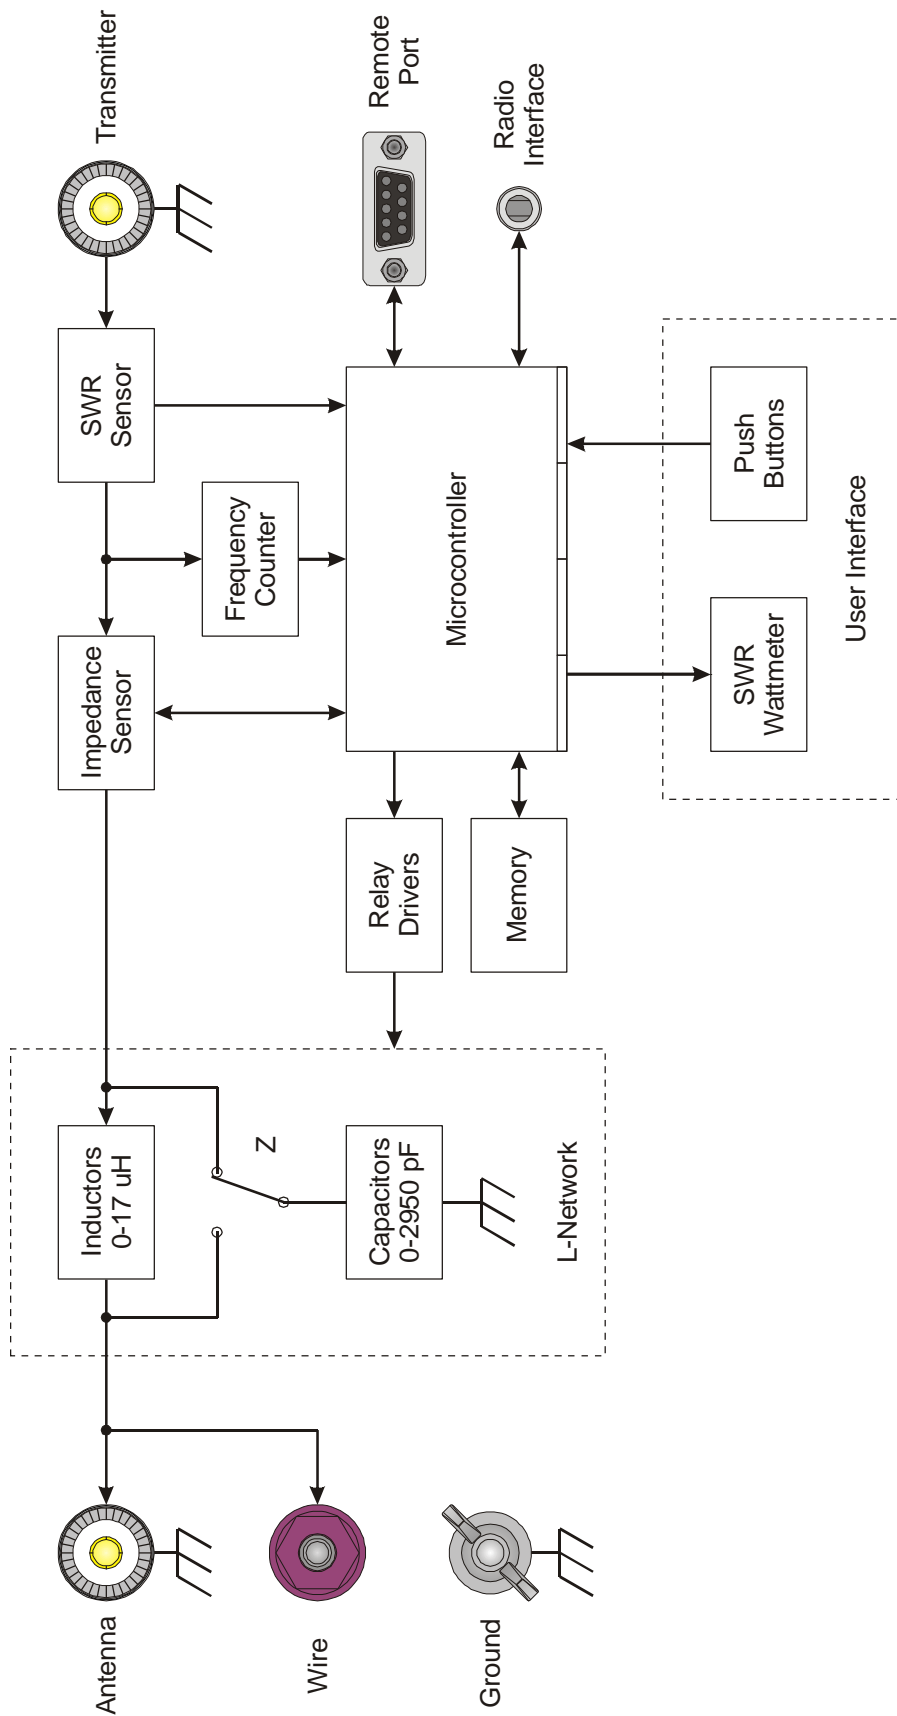 Antenna
Wire
Ground
Inductors
0-17 uH
Z
Capacitors
0-2950 pF
L-Network
Impedance
Sensor
SWR
Sensor
Transmitter
Frequency
Counter
Relay
Drivers
Memory
Microcontroller
Remote
Port
Radio
Interface
SWR
Wattmeter
Push
Buttons
User Interface